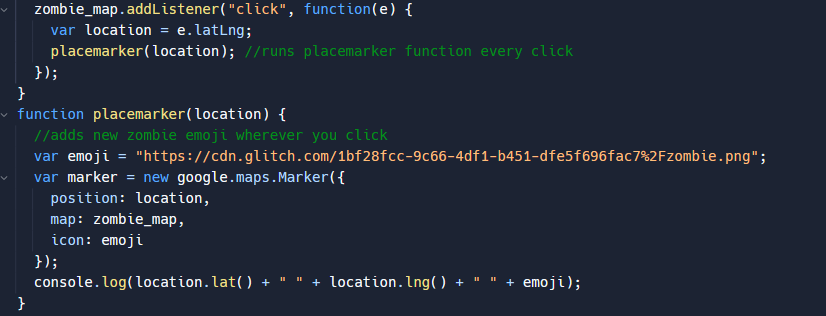 zombie_map.addListener("click", function(e) {
var location = e.latLng;
placemarker(location); //runs placemarker function every click
});
}
function placemarker(location) {
//adds new zombie emoji wherever you click
var emoji = "https://cdn.glitch.com/1bf28fcc-9c66-4df1-b451-dfe5f696fac7%2Fzombie.png";
var marker = new google.maps.Marker({
position: location,
map: zombie_map,
icon: emoji
});
console.log(location.lat() + " " + location.lng() + " " + emoji);
}